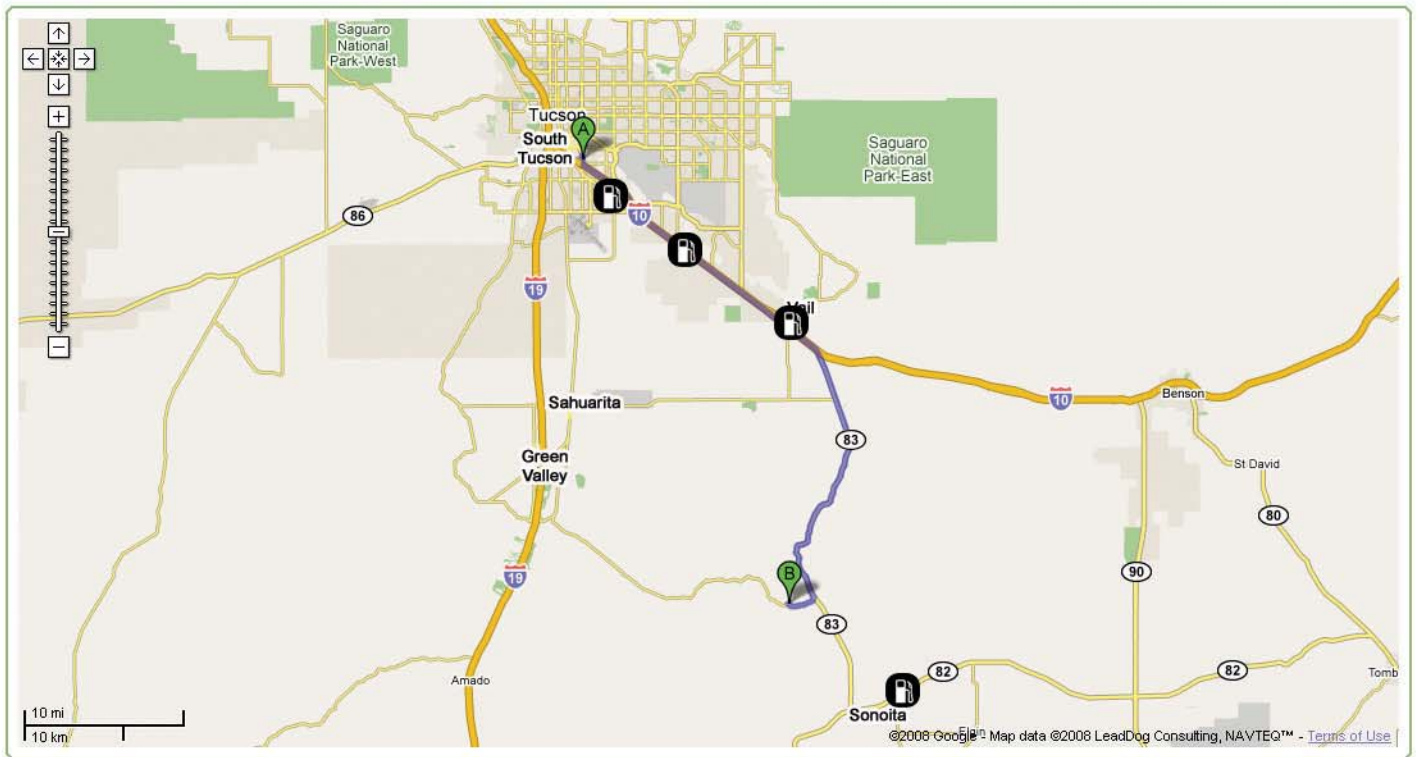 Saguaro
National
Park-West
Tucson
A
South
Tucson
Saguaro
National
Park-East
86
10
19
Vail
Sahuarita
10
Benson
83
Green
Valley
St David
80
19
B
90
83
82
82
Amado
Tomb
Sonoita
Elgin
10 mi
10 km
©2008 Google - Map data ©2008 LeadDog Consulting, NAVTEQ™ - Terms of Use